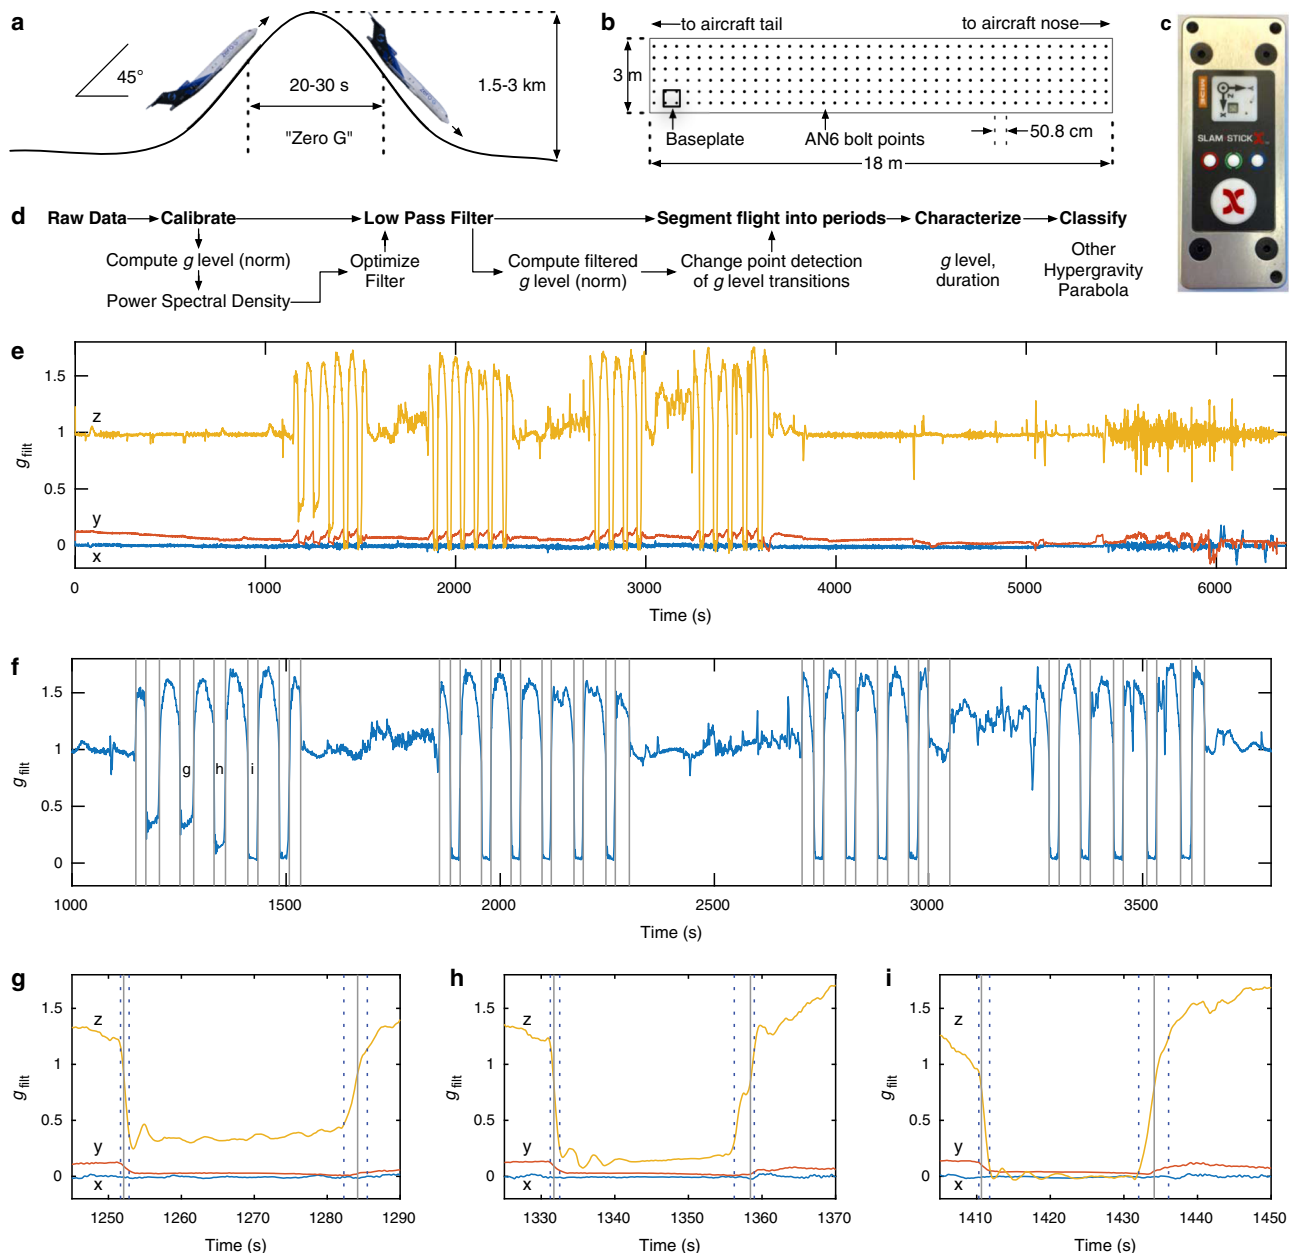 a
45°
20-30 s
"Zero G"
1.5-3 km
b
to aircraft tail
to aircraft nose
3 m
Baseplate
AN6 bolt points
50.8 cm
18 m
c
SLAM STICK X
d
Raw Data
Calibrate
Low Pass Filter
Segment flight into periods
Characterize
Classify
Compute g level (norm)
Power Spectral Density
Optimize
Filter
Compute filtered
g level (norm)
Change point detection
of g level transitions
g level,
duration
Other
Hypergravity
Parabola
e
1.5
1
0.5
0
gfilt
z
y
x
0 1000 2000 3000 4000 5000 6000
Time (s)
f
1.5
1
0.5
0
gfilt
g
h
i
1000 1500 2000 2500 3000 3500
Time (s)
g
1.5
1
0.5
0
gfilt
z
y
x
1250 1260 1270 1280 1290
Time (s)
h
1.5
1
0.5
0
gfilt
z
y
x
1330 1340 1350 1360 1370
Time (s)
i
1.5
1
0.5
0
gfilt
z
y
x
1410 1420 1430 1440 1450
Time (s)